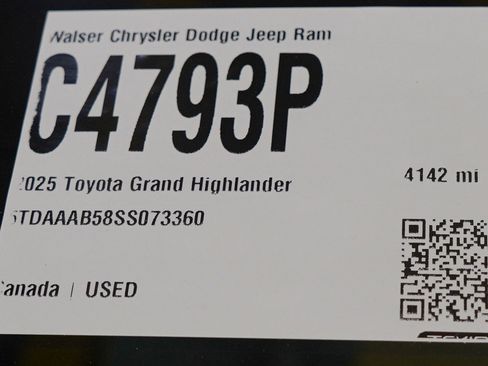 Walser Chrysler Dodge Jeep Ram
C4793P
2025 Toyota Grand Highlander
4142 mi
5TDAAAB58SS073360
Canada | USED